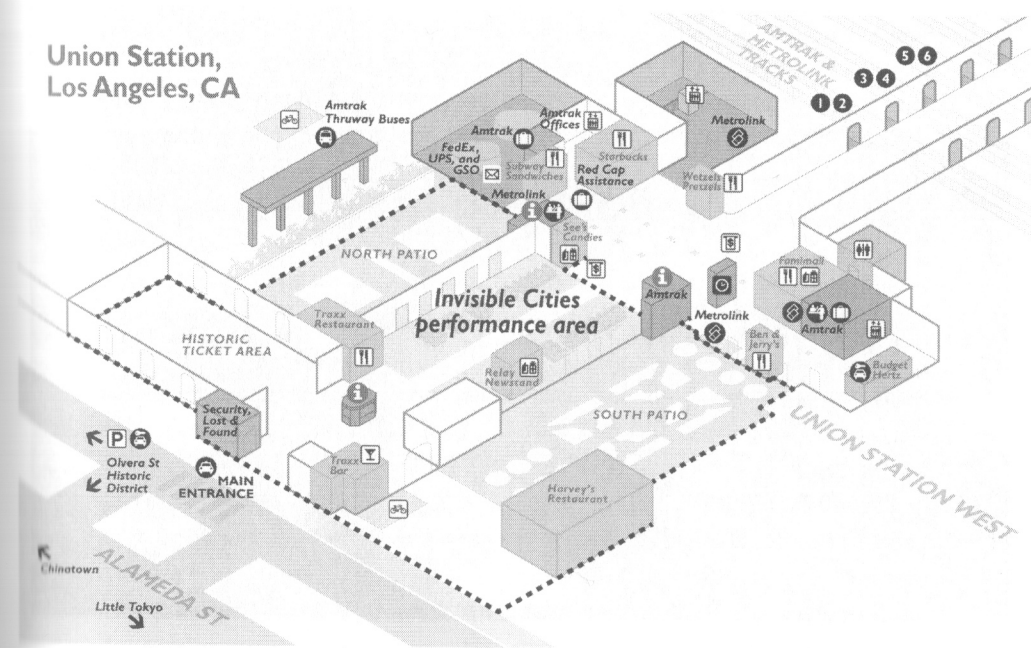 Union Station,
Los Angeles, CA
AMTRAK &
METROLINK
TRACKS
5 6
3 4
1 2
Amtrak
Thruway Buses
Amtrak
Offices
Amtrak
FedEx,
UPS, and
GSO
Subway
Sandwiches
Starbucks
Red Cap
Assistance
Metrolink
Wetzels
Pretzels
Metrolink
i
See's
Candies
$
$
NORTH PATIO
Invisible Cities
performance area
i
Amtrak
Metrolink
Famimall
Amtrak
Ben &
Jerry's
Budget
Hertz
Traxx
Restaurant
HISTORIC
TICKET AREA
Relay
Newsstand
i
SOUTH PATIO
UNION STATION WEST
Security,
Lost &
Found
P
Olvera St
Historic
District
MAIN
ENTRANCE
Traxx
Bar
Harvey's
Restaurant
Chinatown
ALAMEDA ST
Little Tokyo